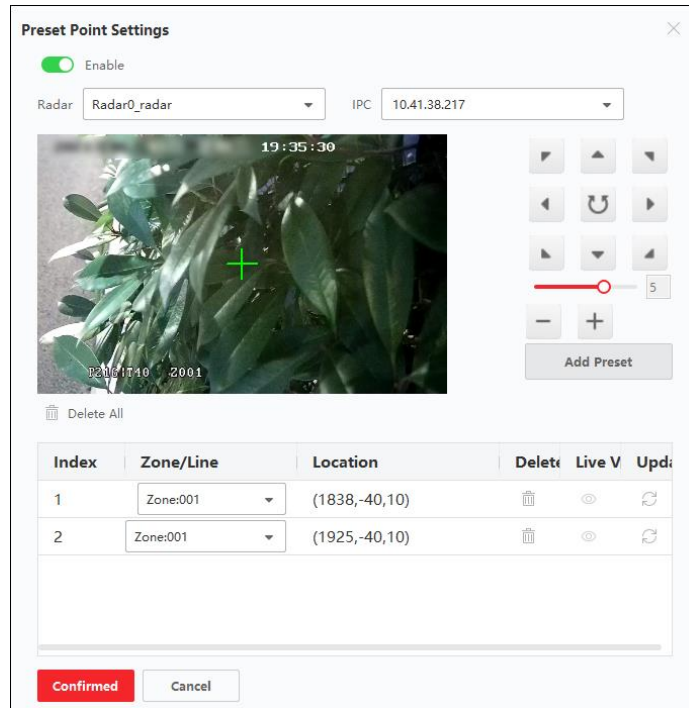 Preset Point Settings
Enable
Radar Radar0_radar IPC 10.41.38.217
19:35:30
5
T40 Z001
Add Preset
Delete All
Index Zone/Line Location Delete Live V Upda
1 Zone:001 (1838,-40,10)
2 Zone:001 (1925,-40,10)
Confirmed Cancel